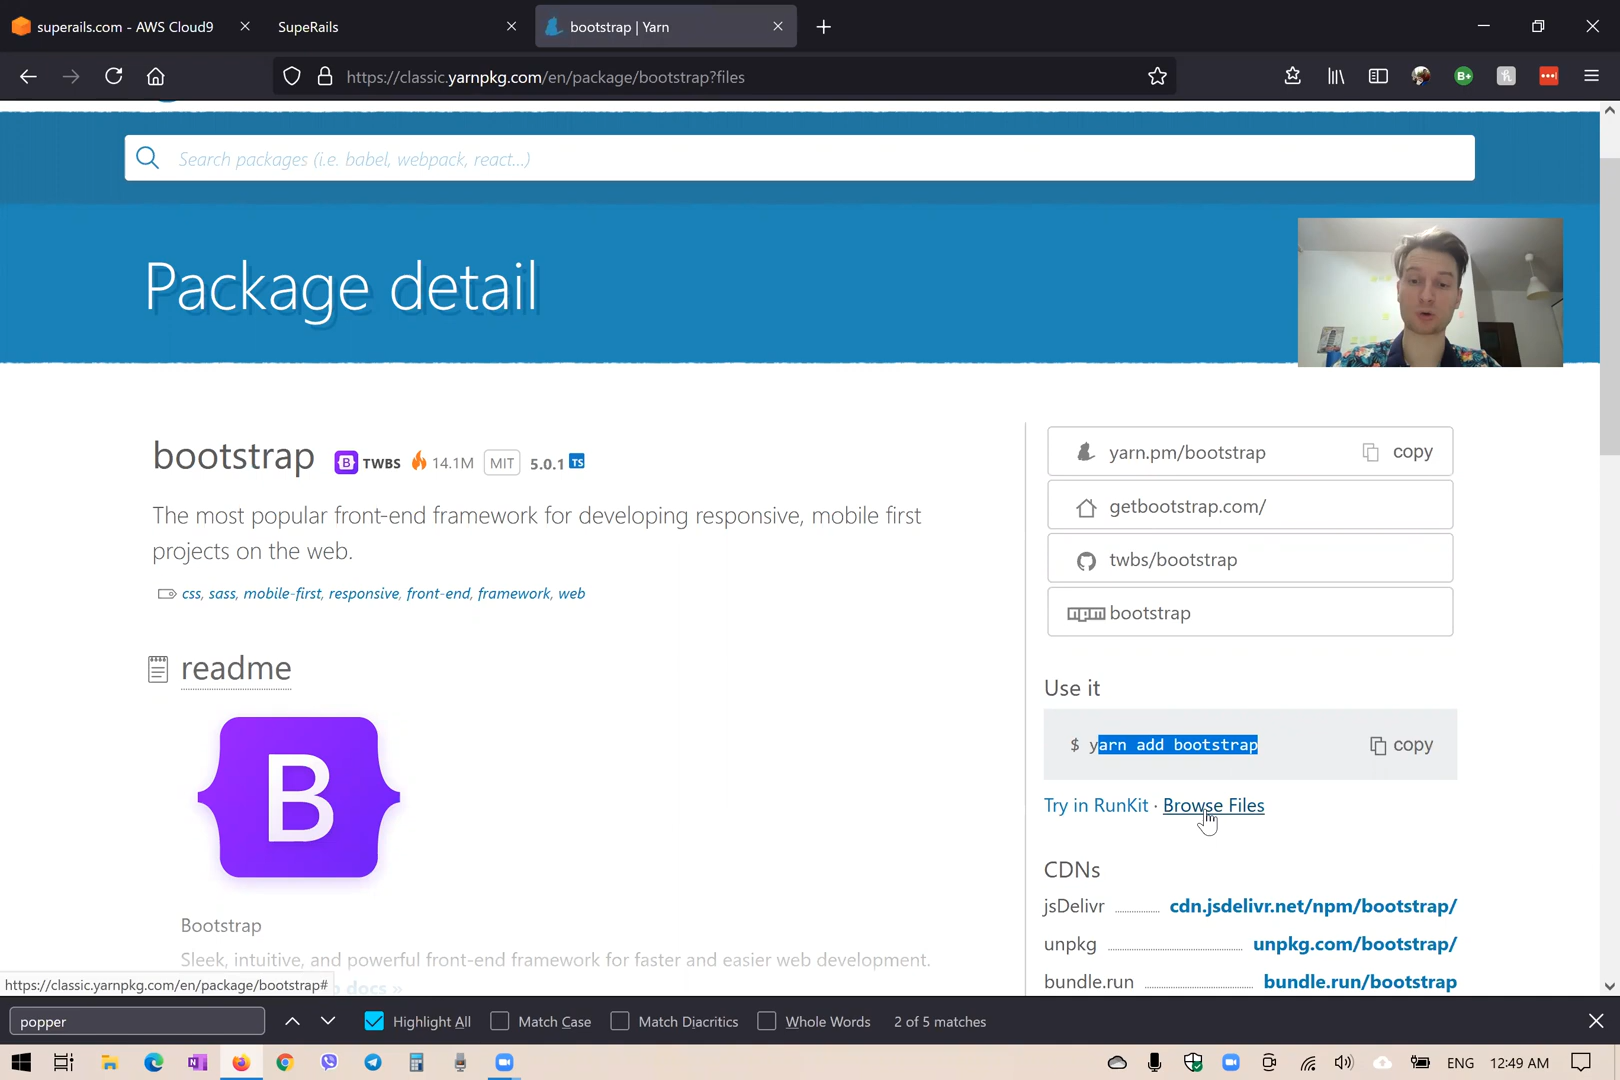 superails.com - AWS Cloud9
SupeRails
bootstrap | Yarn
https://classic.yarnpkg.com/en/package/bootstrap?files
Search packages (i.e. babel, webpack, react...)
Package detail
bootstrap TWBS 14.1M MIT 5.0.1 TS
The most popular front-end framework for developing responsive, mobile first
projects on the web.
css, sass, mobile-first, responsive, front-end, framework, web
readme
B
Bootstrap
Sleek, intuitive, and powerful front-end framework for faster and easier web development.
docs »
yarn.pm/bootstrap copy
getbootstrap.com/
twbs/bootstrap
npm bootstrap
Use it
$ yarn add bootstrap copy
Try in RunKit · Browse Files
CDNs
jsDelivr cdn.jsdelivr.net/npm/bootstrap/
unpkg unpkg.com/bootstrap/
bundle.run bundle.run/bootstrap
https://classic.yarnpkg.com/en/package/bootstrap#
popper Highlight All Match Case Match Diacritics Whole Words 2 of 5 matches
ENG 12:49 AM